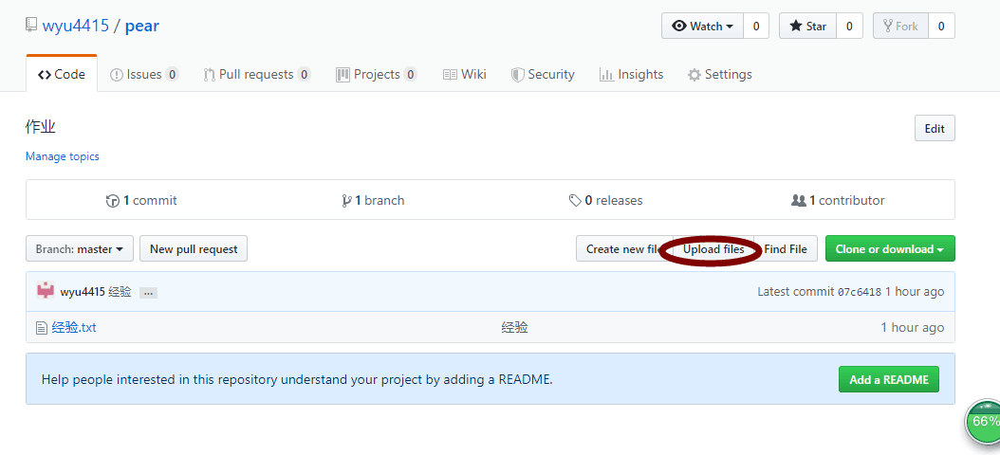 wyu4415 / pear Watch 0 Star 0 Fork 0
Code Issues 0 Pull requests 0 Projects 0 Wiki Security Insights Settings
作业 Edit
Manage topics
1 commit 1 branch 0 releases 1 contributor
Branch: master New pull request Create new file Upload files Find File Clone or download
wyu4415 经验 … Latest commit 07c6418 1 hour ago
经验.txt 经验 1 hour ago
Help people interested in this repository understand your project by adding a README. Add a README
66%